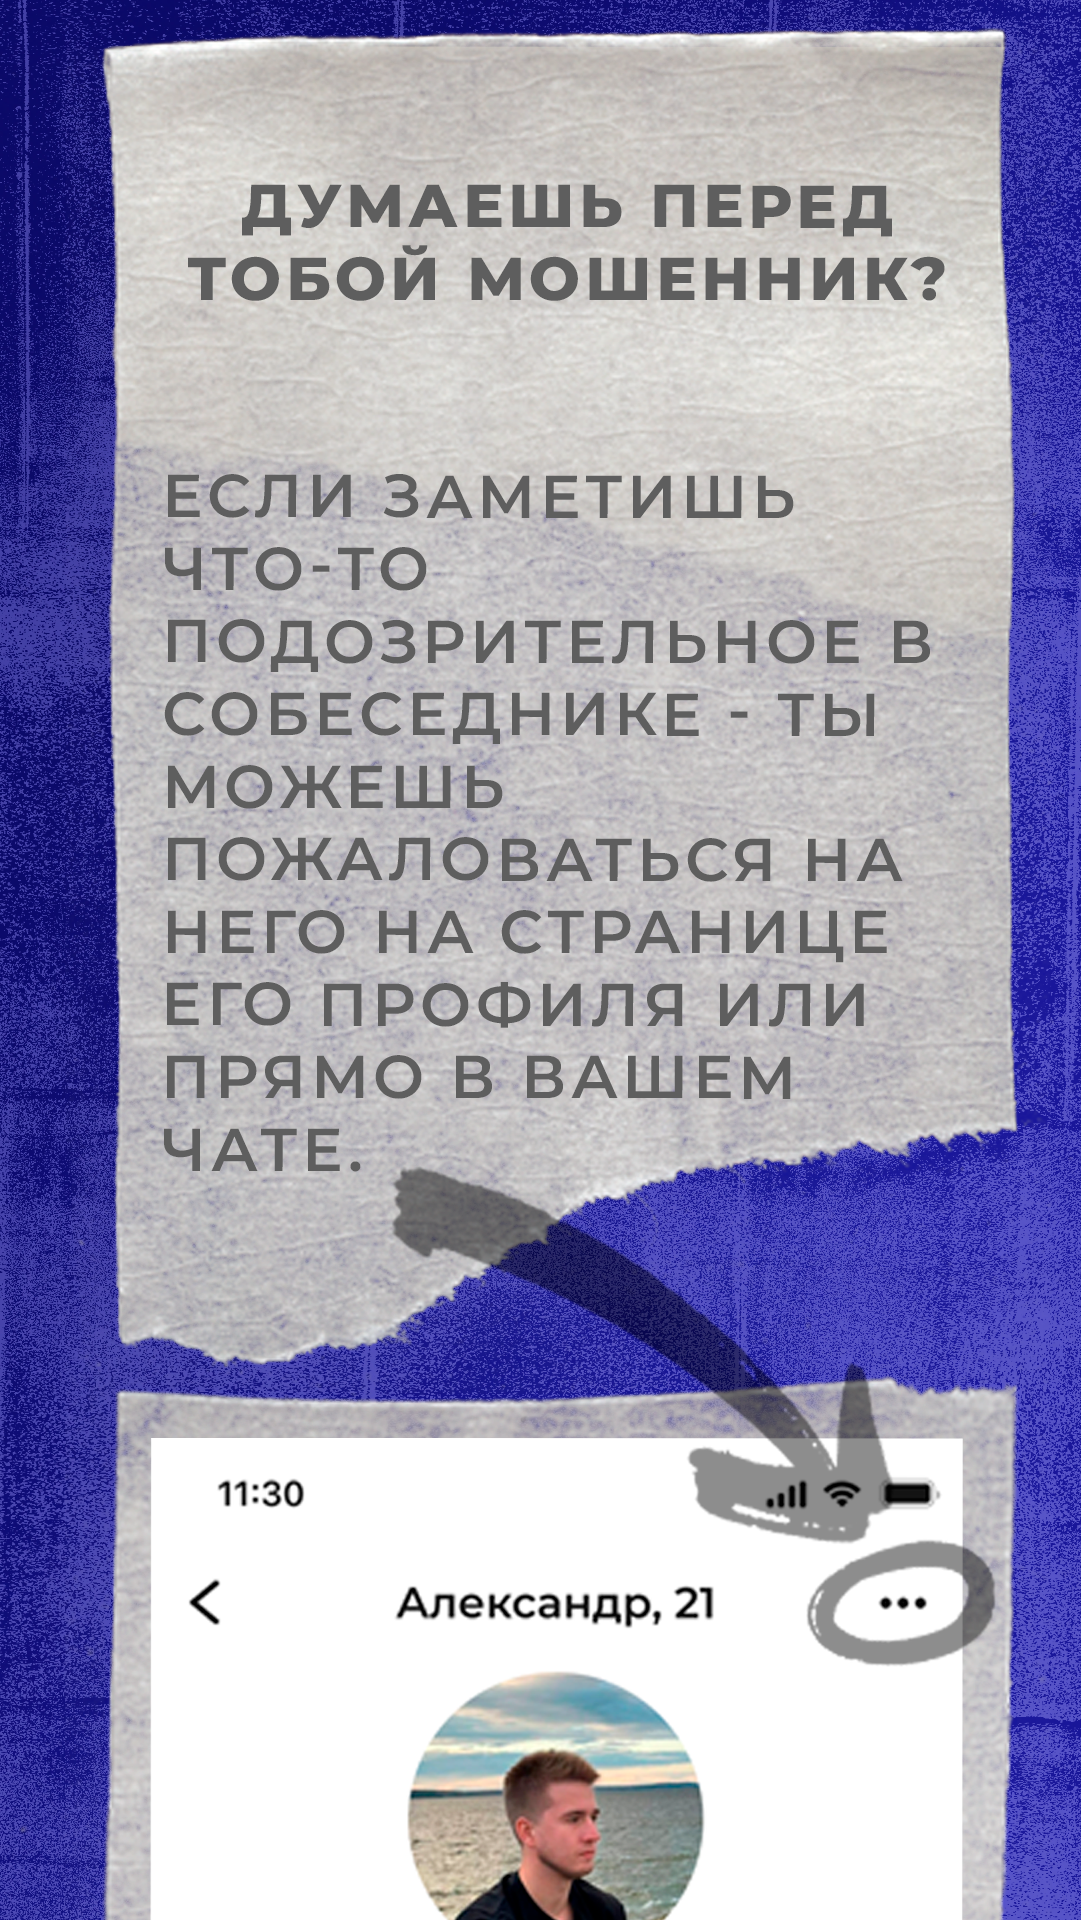 ДУМАЕШЬ ПЕРЕД
ТОБОЙ МОШЕННИК?
ЕСЛИ ЗАМЕТИШЬ
ЧТО-ТО
ПОДОЗРИТЕЛЬНОЕ В
СОБЕСЕДНИКЕ - ТЫ
МОЖЕШЬ
ПОЖАЛОВАТЬСЯ НА
НЕГО НА СТРАНИЦЕ
ЕГО ПРОФИЛЯ ИЛИ
ПРЯМО В ВАШЕМ
ЧАТЕ.
11:30
Александр, 21